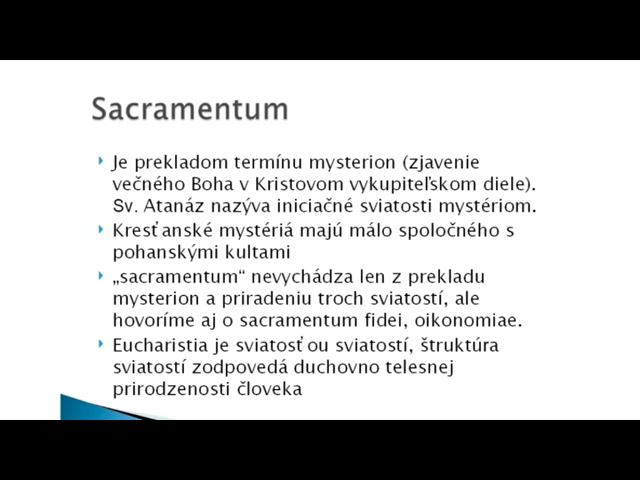 Sacramentum
Je prekladom termínu mysterion (zjavenie
večného Boha v Kristovom vykupiteľskom diele).
Sv. Atanáz nazýva iniciačné sviatosti mystériom.
Kresťanské mystériá majú málo spoločného s
pohanskými kultami
„sacramentum“ nevychádza len z prekladu
mysterion a priradeniu troch sviatostí, ale
hovoríme aj o sacramentum fidei, oikonomiae.
Eucharistia je sviatosťou sviatostí, štruktúra
sviatostí zodpovedá duchovno telesnej
prirodzenosti človeka